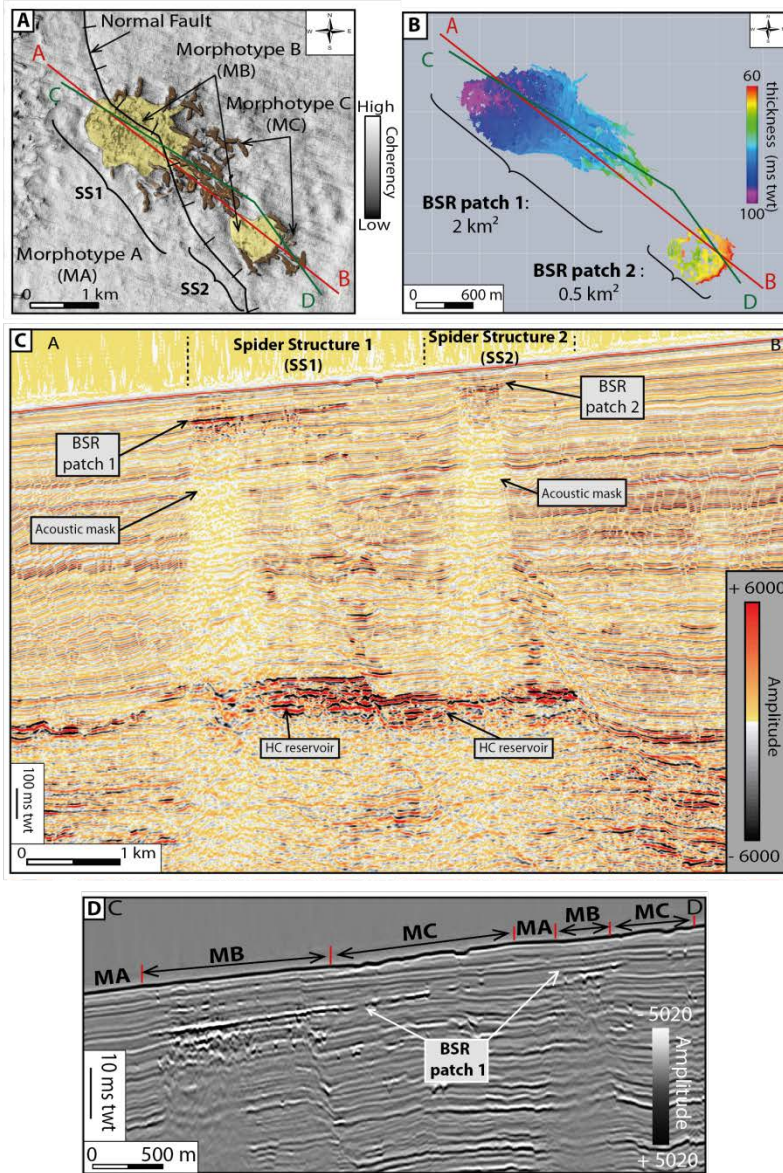 A
Normal Fault
N
W E
S
Morphotype B
(MB)
A
C
Morphotype C
(MC)
High
Coherency
Low
SS1
Morphotype A
(MA)
SS2
B
D
0 1 km
B
A
C
N
W E
S
60
thickness (ms twt)
100
BSR patch 1:
2 km²
BSR patch 2 :
0.5 km²
B
D
0 600 m
C
A
Spider Structure 1
(SS1)
Spider Structure 2
(SS2)
B
BSR
patch 1
BSR
patch 2
Acoustic mask
Acoustic mask
HC reservoir
HC reservoir
100 ms twt
0 1 km
+ 6000
Amplitude
- 6000
D
C
D
MA
MB
MC
MA
MB
MC
BSR
patch 1
10 ms twt
0 500 m
- 5020
Amplitude
+ 5020